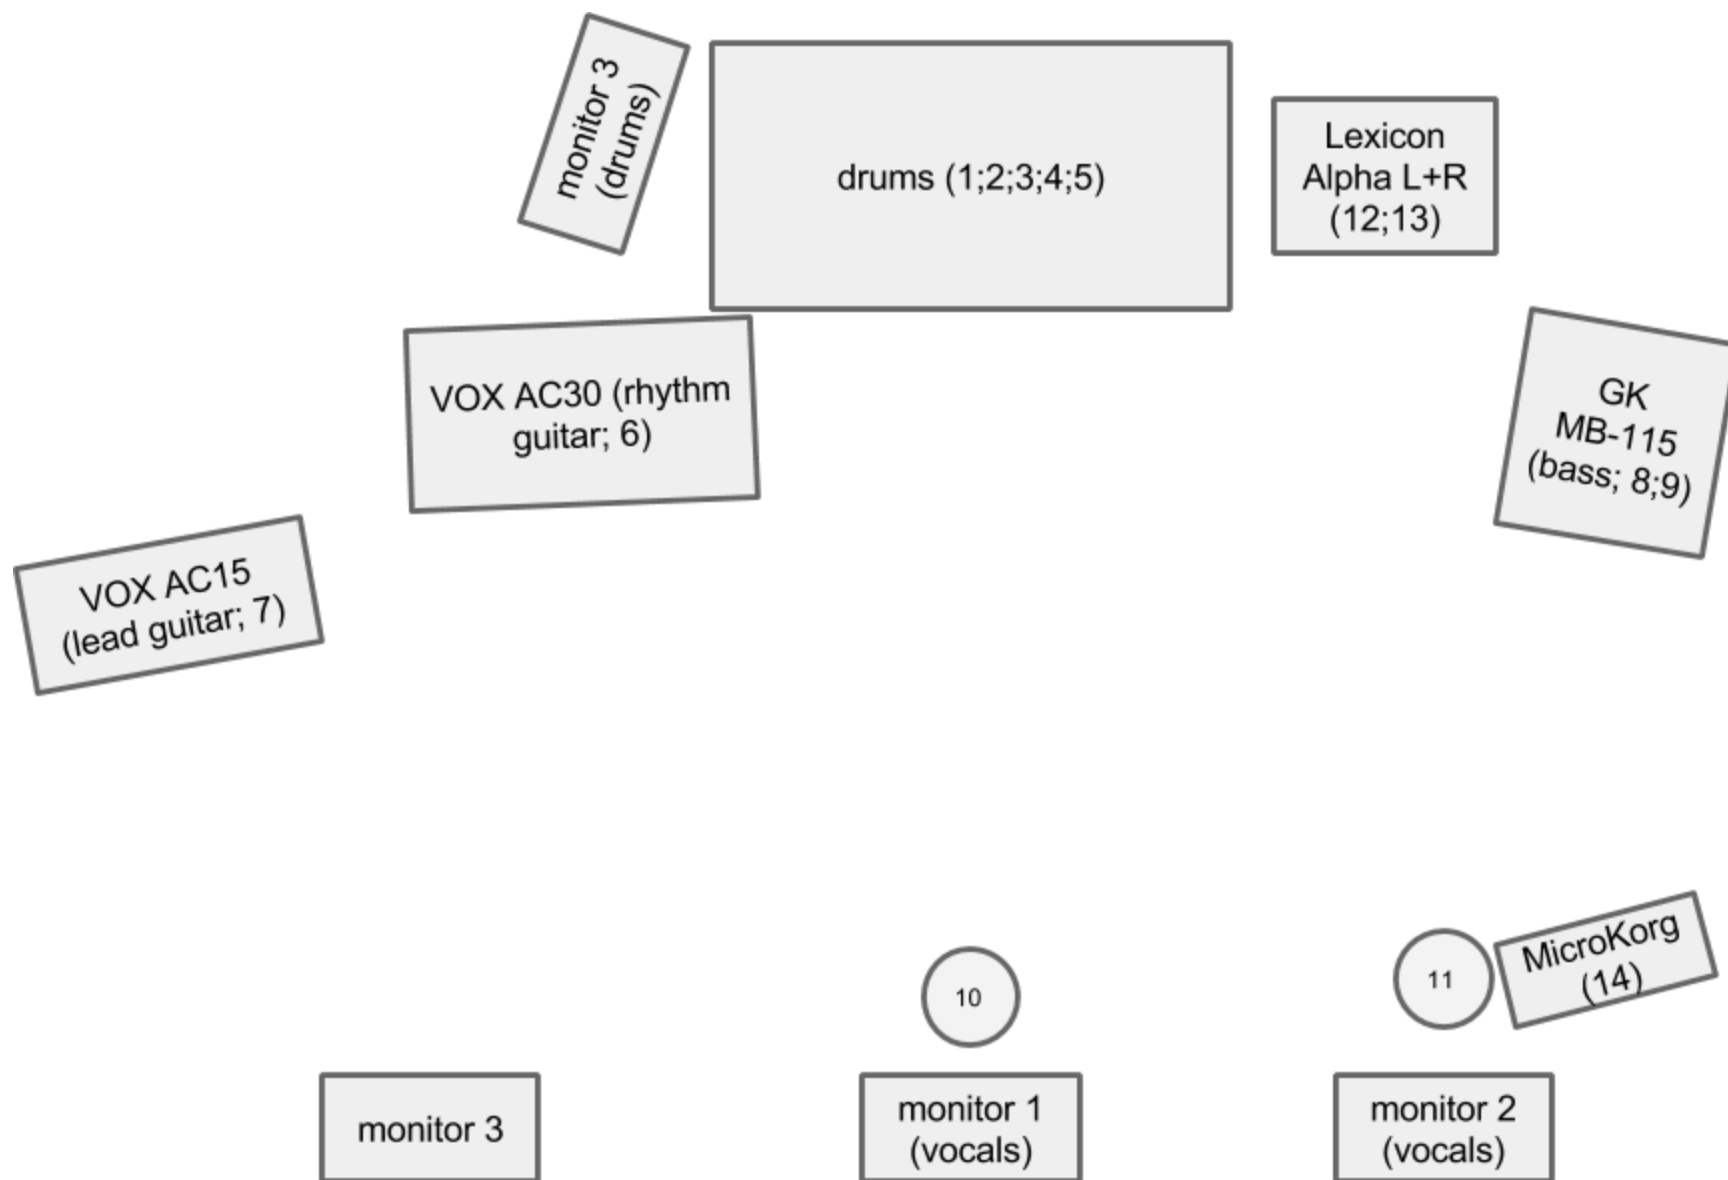 monitor 3
(drums)
drums (1;2;3;4;5)
Lexicon
Alpha L+R
(12;13)
VOX AC30 (rhythm
guitar; 6)
GK
MB-115
(bass; 8;9)
VOX AC15
(lead guitar; 7)
10
11
MicroKorg
(14)
monitor 3
monitor 1
(vocals)
monitor 2
(vocals)